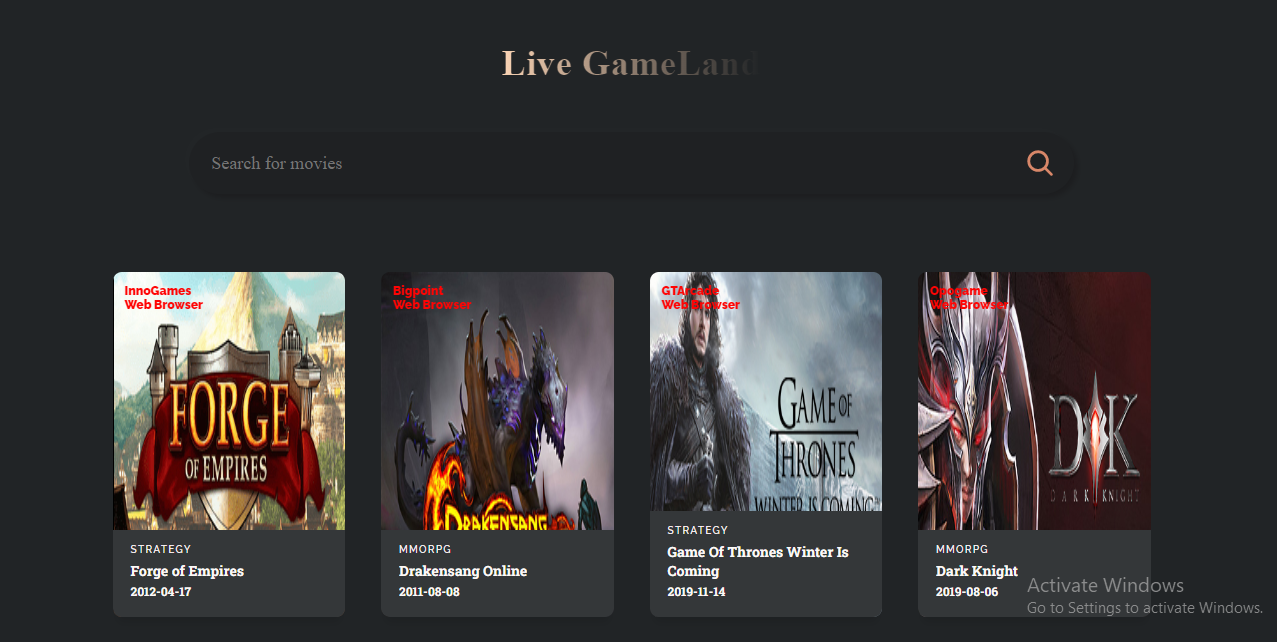 Live GameLand
Search for movies
InnoGames
Web Browser
FORGE
OF EMPIRES
STRATEGY
Forge of Empires
2012-04-17
Bigpoint
Web Browser
DRAKENSANG
MMORPG
Drakensang Online
2011-08-08
GTArcade
Web Browser
GAME OF
THRONES
WINTER IS COMING
STRATEGY
Game Of Thrones Winter Is
Coming
2019-11-14
Opogame
Web Browser
DK
DARK KNIGHT
MMORPG
Dark Knight
2019-08-06
Activate Windows
Go to Settings to activate Windows.